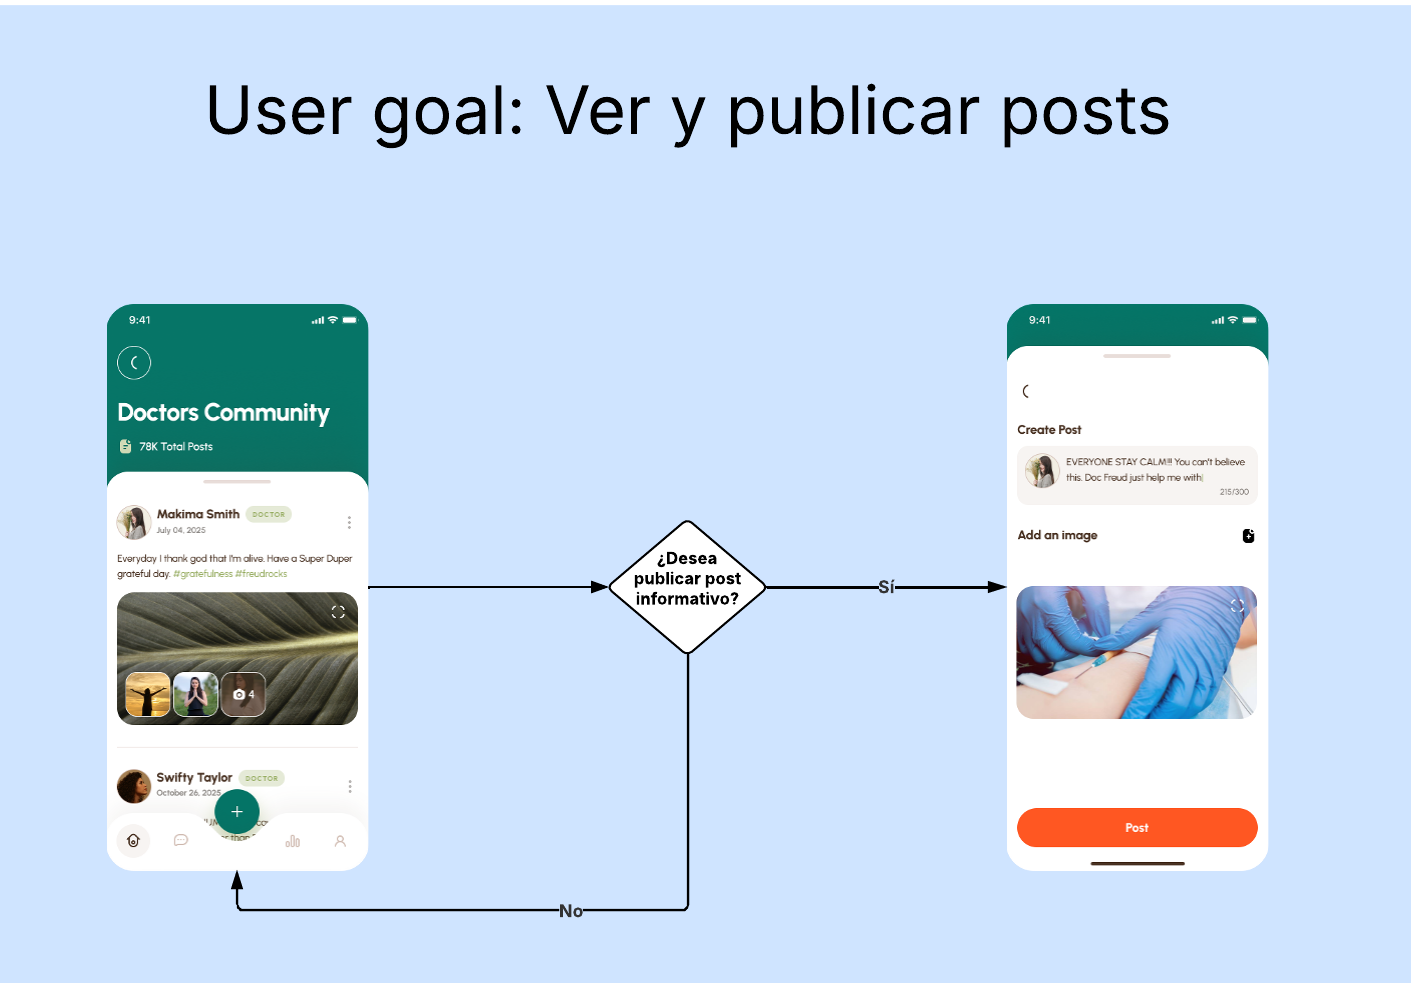 User goal: Ver y publicar posts
9:41
Doctors Community
78K Total Posts
Makima Smith DOCTOR
July 04, 2025
Everyday I thank god that I'm alive. Have a Super Duper
grateful day. #gratefulness #freudrocks
4
Swifty Taylor DOCTOR
October 26, 2025
¿Desea
publicar post
informativo?
Sí
No
9:41
Create Post
EVERYONE STAY CALM!!! You can't believe
this. Doc Freud just help me with
215/300
Add an image
Post